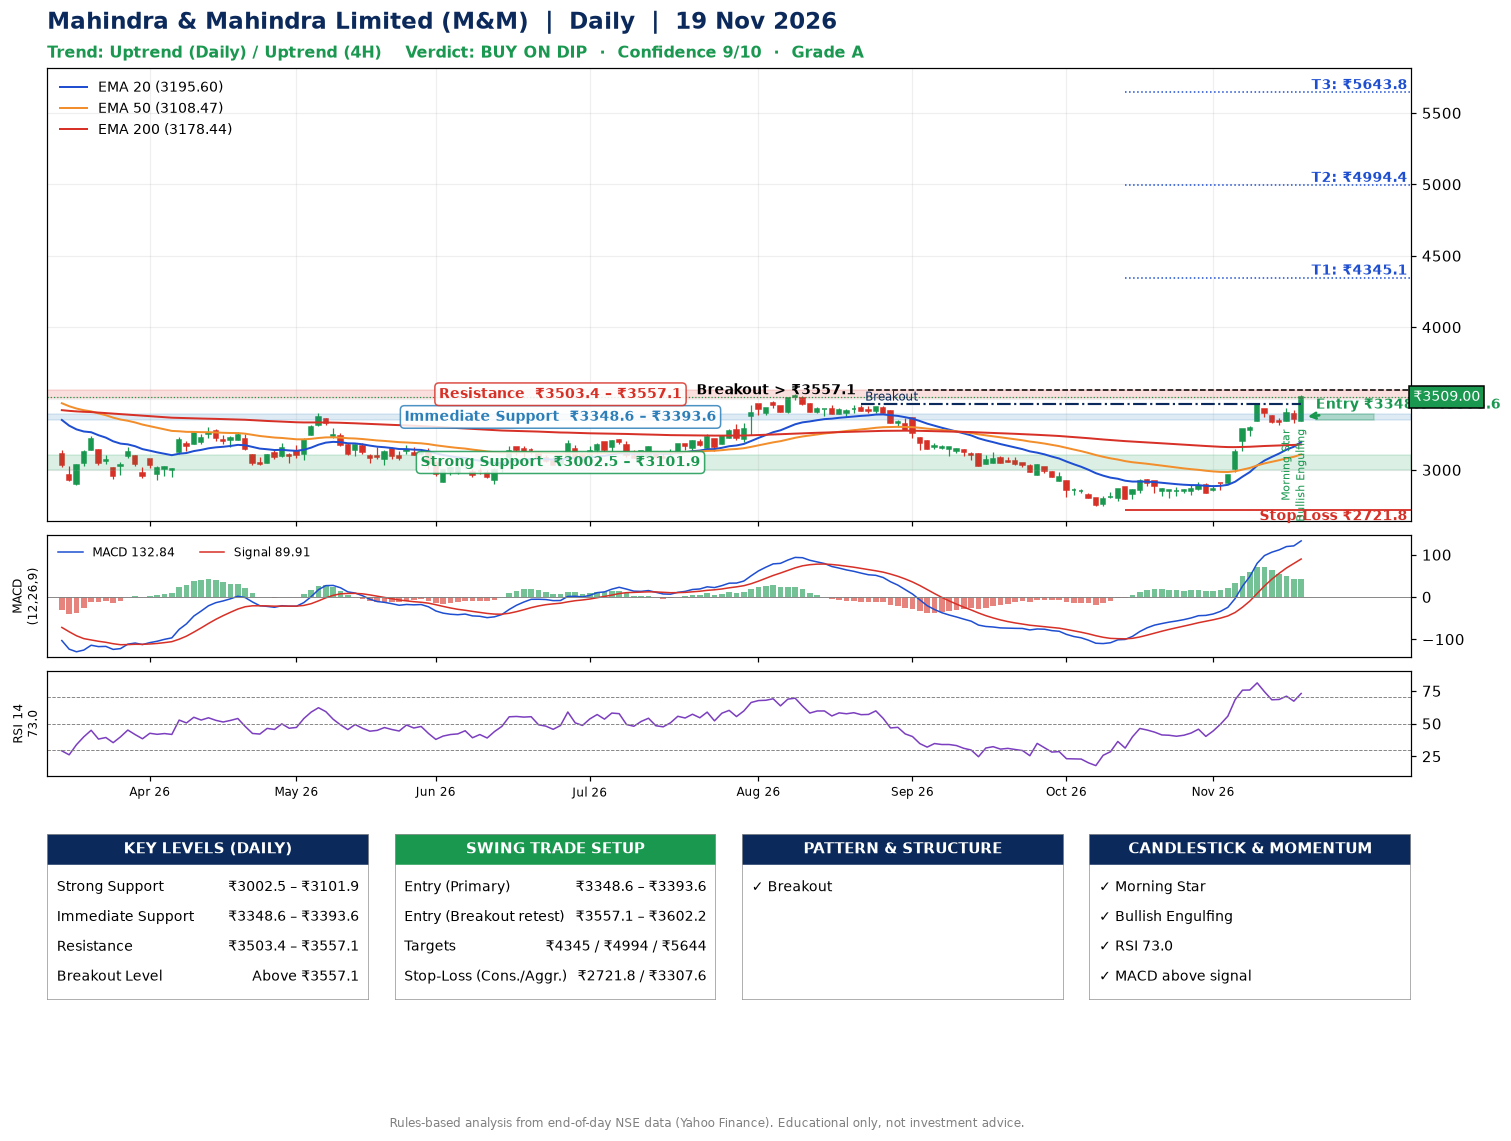 Mahindra & Mahindra Limited (M&M) | Daily | 19 Nov 2026
Trend: Uptrend (Daily) / Uptrend (4H) Verdict: BUY ON DIP · Confidence 9/10 · Grade A
EMA 20 (3195.60)
EMA 50 (3108.47)
EMA 200 (3178.44)
T3: ₹5643.8
T2: ₹4994.4
T1: ₹4345.1
5500
5000
4500
4000
3000
Resistance ₹3503.4 – ₹3557.1
Breakout > ₹3557.1
Breakout
₹3509.00
Immediate Support ₹3348.6 – ₹3393.6
Strong Support ₹3002.5 – ₹3101.9
Morning Star
Bullish Engulfing
Stop-Loss ₹2721.8
MACD (12,26,9)
MACD 132.84
Signal 89.91
100
0
−100
RSI 14
73.0
75
50
25
Apr 26
May 26
Jun 26
Jul 26
Aug 26
Sep 26
Oct 26
Nov 26
KEY LEVELS (DAILY)
Strong Support ₹3002.5 – ₹3101.9
Immediate Support ₹3348.6 – ₹3393.6
Resistance ₹3503.4 – ₹3557.1
Breakout Level Above ₹3557.1
SWING TRADE SETUP
Entry (Primary) ₹3348.6 – ₹3393.6
Entry (Breakout retest) ₹3557.1 – ₹3602.2
Targets ₹4345 / ₹4994 / ₹5644
Stop-Loss (Cons./Aggr.) ₹2721.8 / ₹3307.6
PATTERN & STRUCTURE
✓ Breakout
CANDLESTICK & MOMENTUM
✓ Morning Star
✓ Bullish Engulfing
✓ RSI 73.0
✓ MACD above signal
Rules-based analysis from end-of-day NSE data (Yahoo Finance). Educational only, not investment advice.